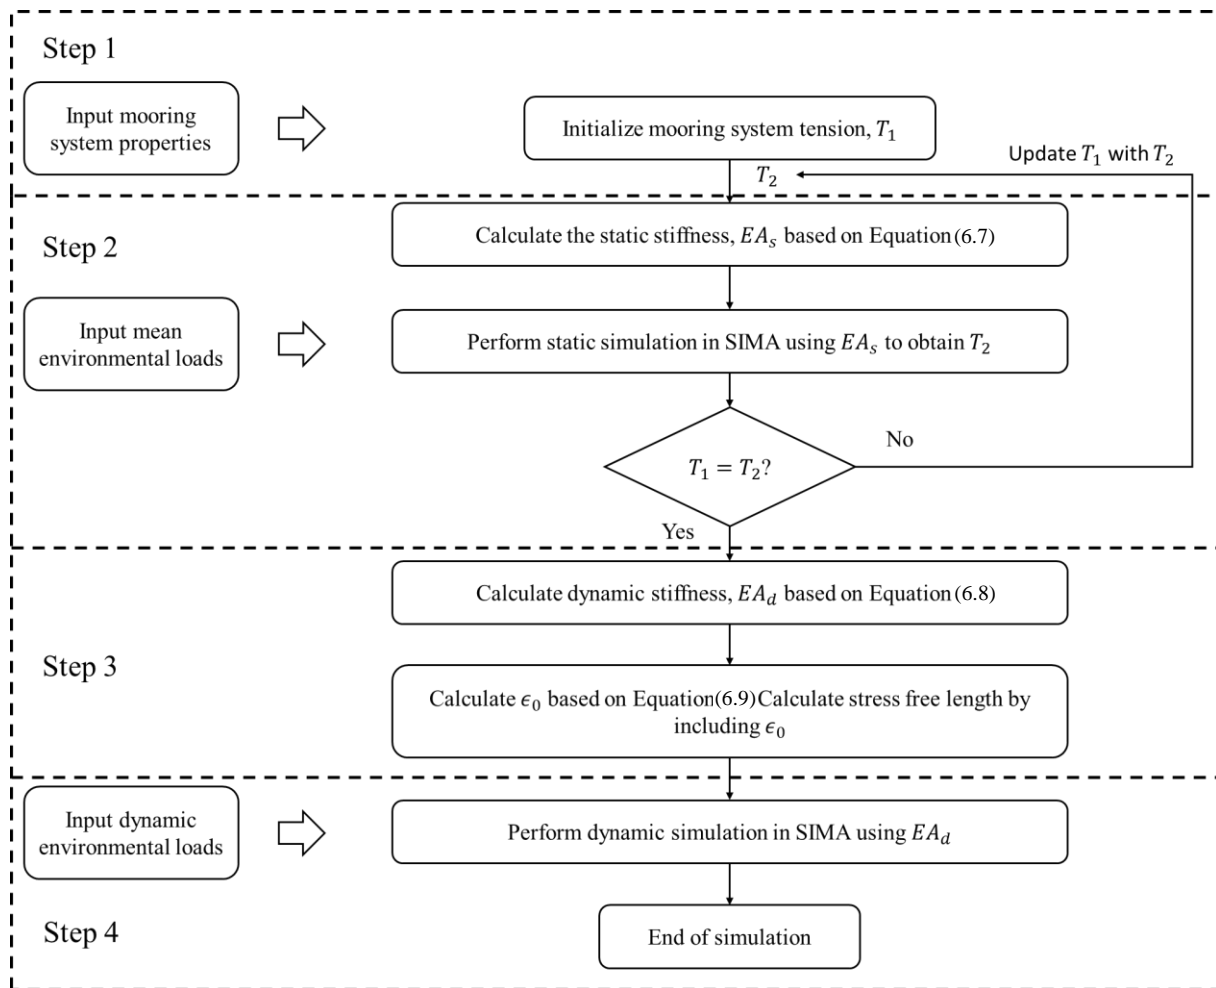 Step 1
Input mooring
system properties
Initialize mooring system tension, T₁
Update T₁ with T₂
T₂
Step 2
Calculate the static stiffness, EAₛ based on Equation(6.7)
Input mean
environmental loads
Perform static simulation in SIMA using EAₛ to obtain T₂
T₁ = T₂?
No
Yes
Step 3
Calculate dynamic stiffness, EA_d based on Equation(6.8)
Calculate ϵ₀ based on Equation(6.9)Calculate stress free length by
including ϵ₀
Input dynamic
environmental loads
Perform dynamic simulation in SIMA using EA_d
Step 4
End of simulation